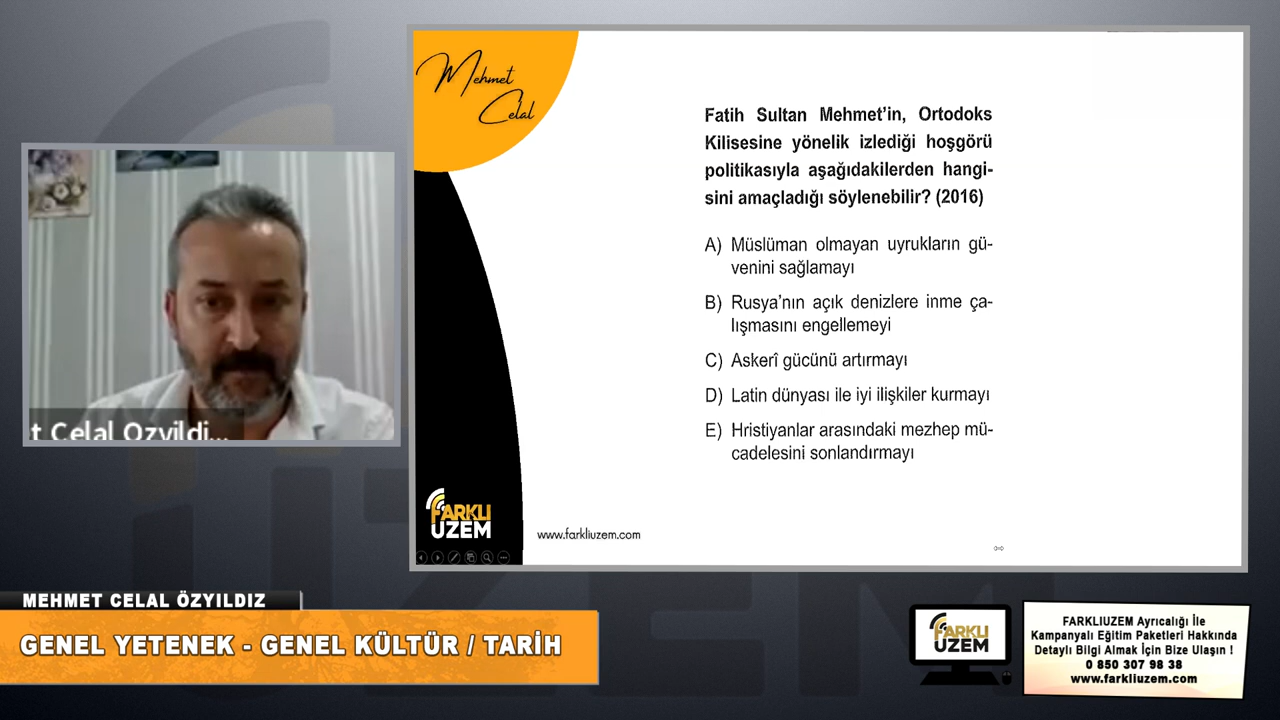 Mehmet
Celal
Fatih Sultan Mehmet’in, Ortodoks
Kilisesine yönelik izlediği hoşgörü
politikasıyla aşağıdakilerden hangi-
sini amaçladığı söylenebilir? (2016)
A) Müslüman olmayan uyrukların gü-
venini sağlamayı
B) Rusya’nın açık denizlere inme ça-
lışmasını engellemeyi
C) Askerî gücünü artırmayı
D) Latin dünyası ile iyi ilişkiler kurmayı
E) Hristiyanlar arasındaki mezhep mü-
cadelesini sonlandırmayı
t Celal Ozyildi...
FARKLI
UZEM
www.farkliuzem.com
MEHMET CELAL ÖZYILDIZ
GENEL YETENEK - GENEL KÜLTÜR / TARİH
FARKLI
UZEM
FARKLIUZEM Ayrıcalığı İle
Kampanyalı Eğitim Paketleri Hakkında
Detaylı Bilgi Almak İçin Bize Ulaşın !
0 850 307 98 38
www.farkliuzem.com
ÜZEM